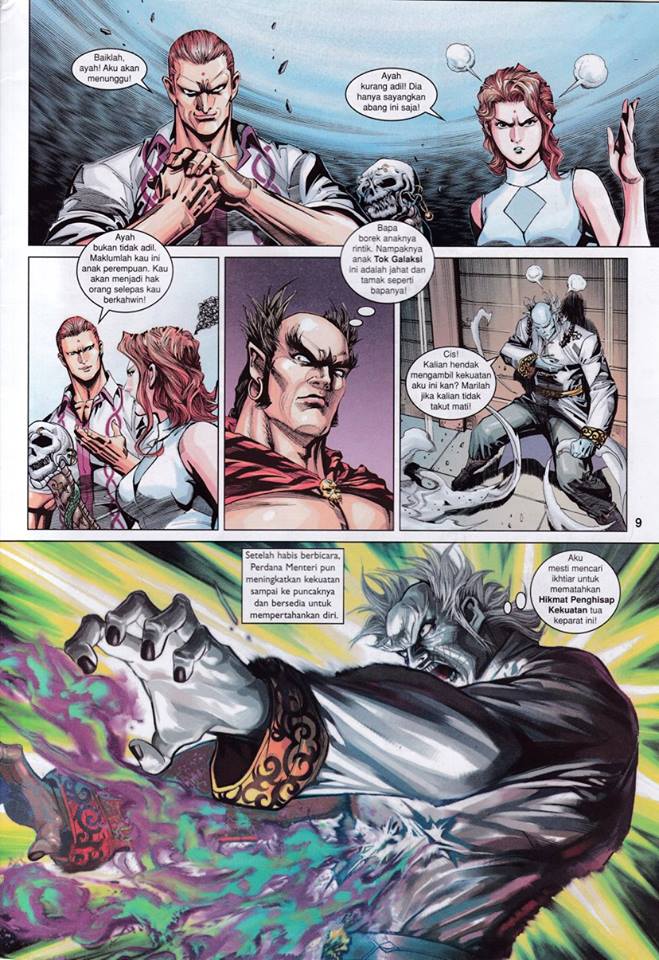 Baiklah,
ayah! Aku akan
menunggu!
Ayah
kurang adil! Dia
hanya sayangkan
abang ini saja!
Ayah
bukan tidak adil.
Maklumlah kau ini
anak perempuan. Kau
akan menjadi hak
orang selepas kau
berkahwin!
Bapa
borek anaknya
rintik. Nampaknya
anak Tok Galaksi
ini adalah jahat dan
tamak seperti
bapanya!
Cis!
Kalian hendak
mengambil kekuatan
aku ini kan? Marilah
jika kalian tidak
takut mati!
9
Setelah habis berbicara,
Perdana Menteri pun
meningkatkan kekuatan
sampai ke puncaknya
dan bersedia untuk
mempertahankan diri.
Aku
mesti mencari
ikhtiar untuk
mematahkan
Hikmat Penghisap
Kekuatan tua
keparat ini!